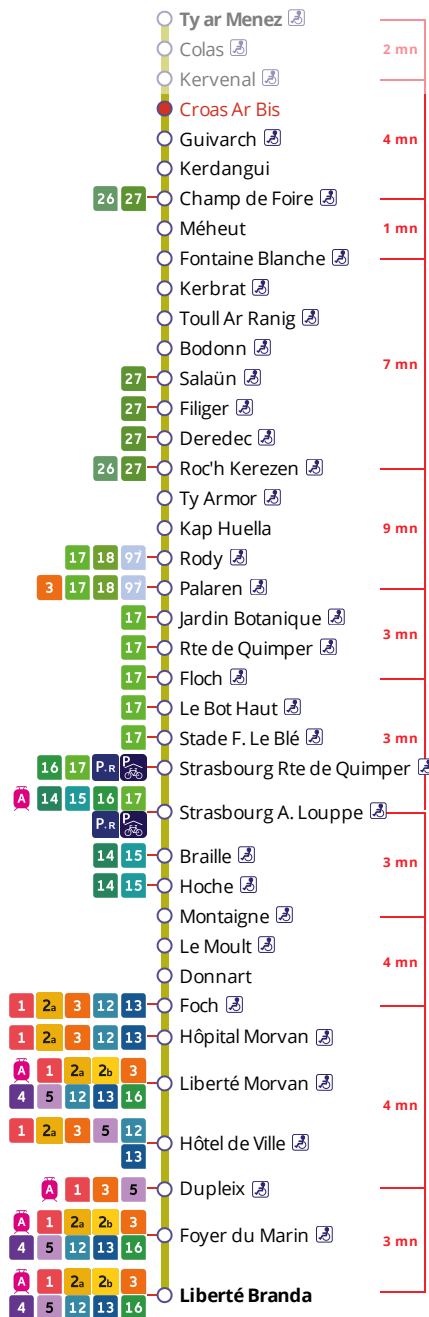 Ty ar Menez
Colas
2 mn
Kervenal
Croas Ar Bis
Guivarch
4 mn
Kerdangui
26 27 Champ de Foire
Méheut
1 mn
Fontaine Blanche
Kerbrat
Toull Ar Ranig
Bodonn
7 mn
27 Salaün
27 Filiger
27 Deredec
26 27 Roc'h Kerezen
Ty Armor
Kap Huella
9 mn
17 18 97 Rody
3 17 18 97 Palaren
17 Jardin Botanique
3 mn
17 Rte de Quimper
17 Floch
17 Le Bot Haut
17 Stade F. Le Blé
3 mn
16 17 P+R P Strasbourg Rte de Quimper
A 14 15 16 17
P+R P
Strasbourg A. Louppe
14 15 Braille
3 mn
14 15 Hoche
Montaigne
Le Moult
4 mn
Donnart
1 2a 3 12 13 Foch
1 2a 3 12 13 Hôpital Morvan
A 1 2a 2b 3
4 5 12 13 16
Liberté Morvan
4 mn
1 2a 3 5 12
13
Hôtel de Ville
A 1 3 5 Dupleix
A 1 2a 2b 3
4 5 12 13 16
Foyer du Marin
3 mn
A 1 2a 2b 3
4 5 12 13 16
Liberté Branda